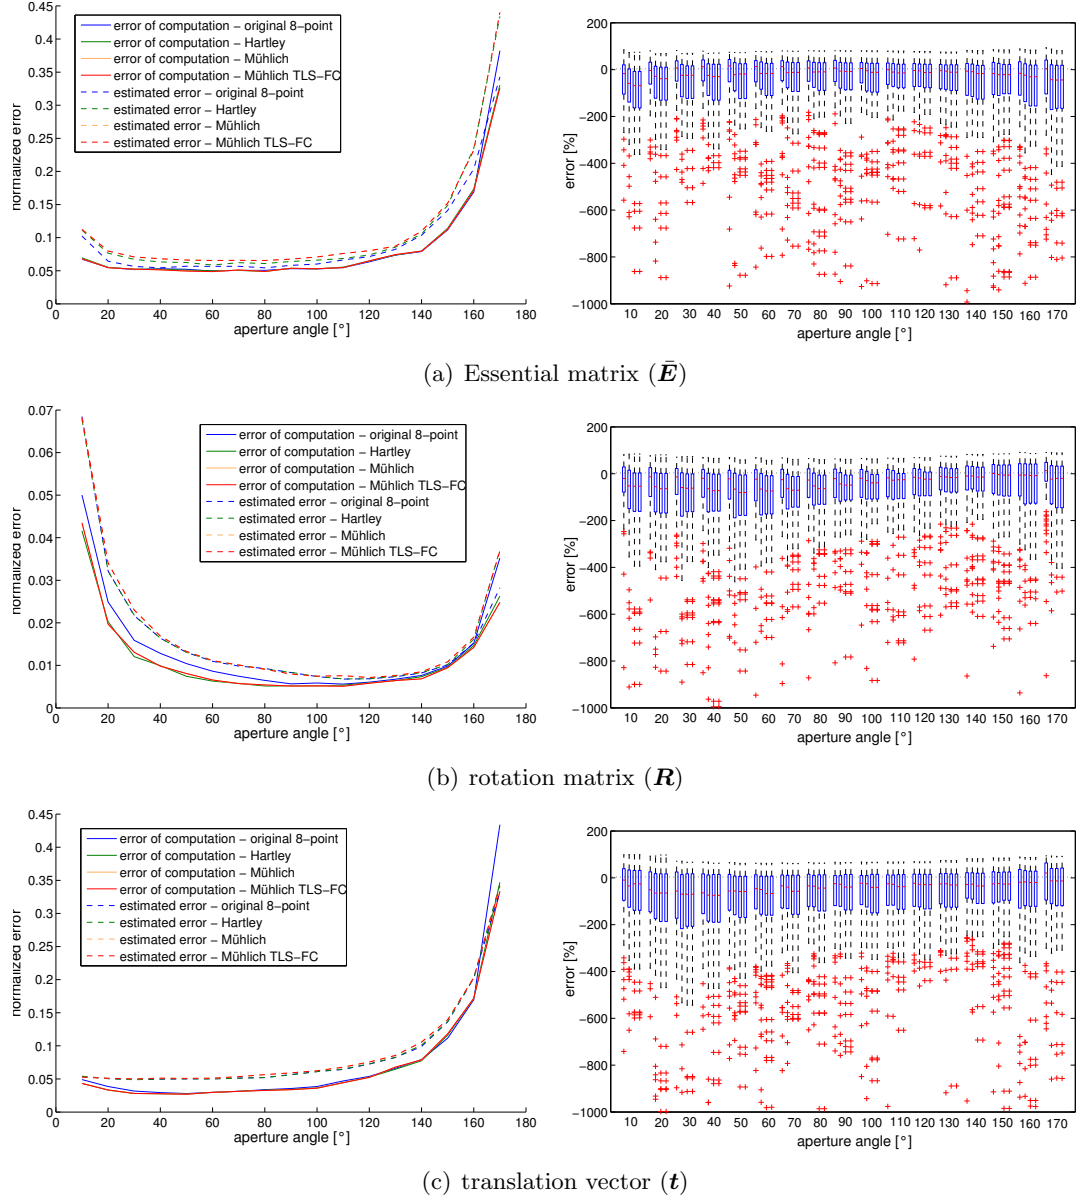 0.45
0.4
0.35
0.3
0.25
0.2
0.15
0.1
0.05
0
normalized error
error of computation − original 8−point
error of computation − Hartley
error of computation − Mühlich
error of computation − Mühlich TLS−FC
estimated error − original 8−point
estimated error − Hartley
estimated error − Mühlich
estimated error − Mühlich TLS−FC
0 20 40 60 80 100 120 140 160 180
aperture angle [°]
200
0
−200
−400
−600
−800
−1000
error [%]
10 20 30 40 50 60 70 80 90 100 110 120 130 140 150 160 170
aperture angle [°]
(a) Essential matrix (Ē)
0.07
0.06
0.05
0.04
0.03
0.02
0.01
0
normalized error
error of computation − original 8−point
error of computation − Hartley
error of computation − Mühlich
error of computation − Mühlich TLS−FC
estimated error − original 8−point
estimated error − Hartley
estimated error − Mühlich
estimated error − Mühlich TLS−FC
0 20 40 60 80 100 120 140 160 180
aperture angle [°]
200
0
−200
−400
−600
−800
−1000
error [%]
10 20 30 40 50 60 70 80 90 100 110 120 130 140 150 160 170
aperture angle [°]
(b) rotation matrix (R)
0.45
0.4
0.35
0.3
0.25
0.2
0.15
0.1
0.05
0
normalized error
error of computation − original 8−point
error of computation − Hartley
error of computation − Mühlich
error of computation − Mühlich TLS−FC
estimated error − original 8−point
estimated error − Hartley
estimated error − Mühlich
estimated error − Mühlich TLS−FC
0 20 40 60 80 100 120 140 160 180
aperture angle [°]
200
0
−200
−400
−600
−800
−1000
error [%]
10 20 30 40 50 60 70 80 90 100 110 120 130 140 150 160 170
aperture angle [°]
(c) translation vector (t)